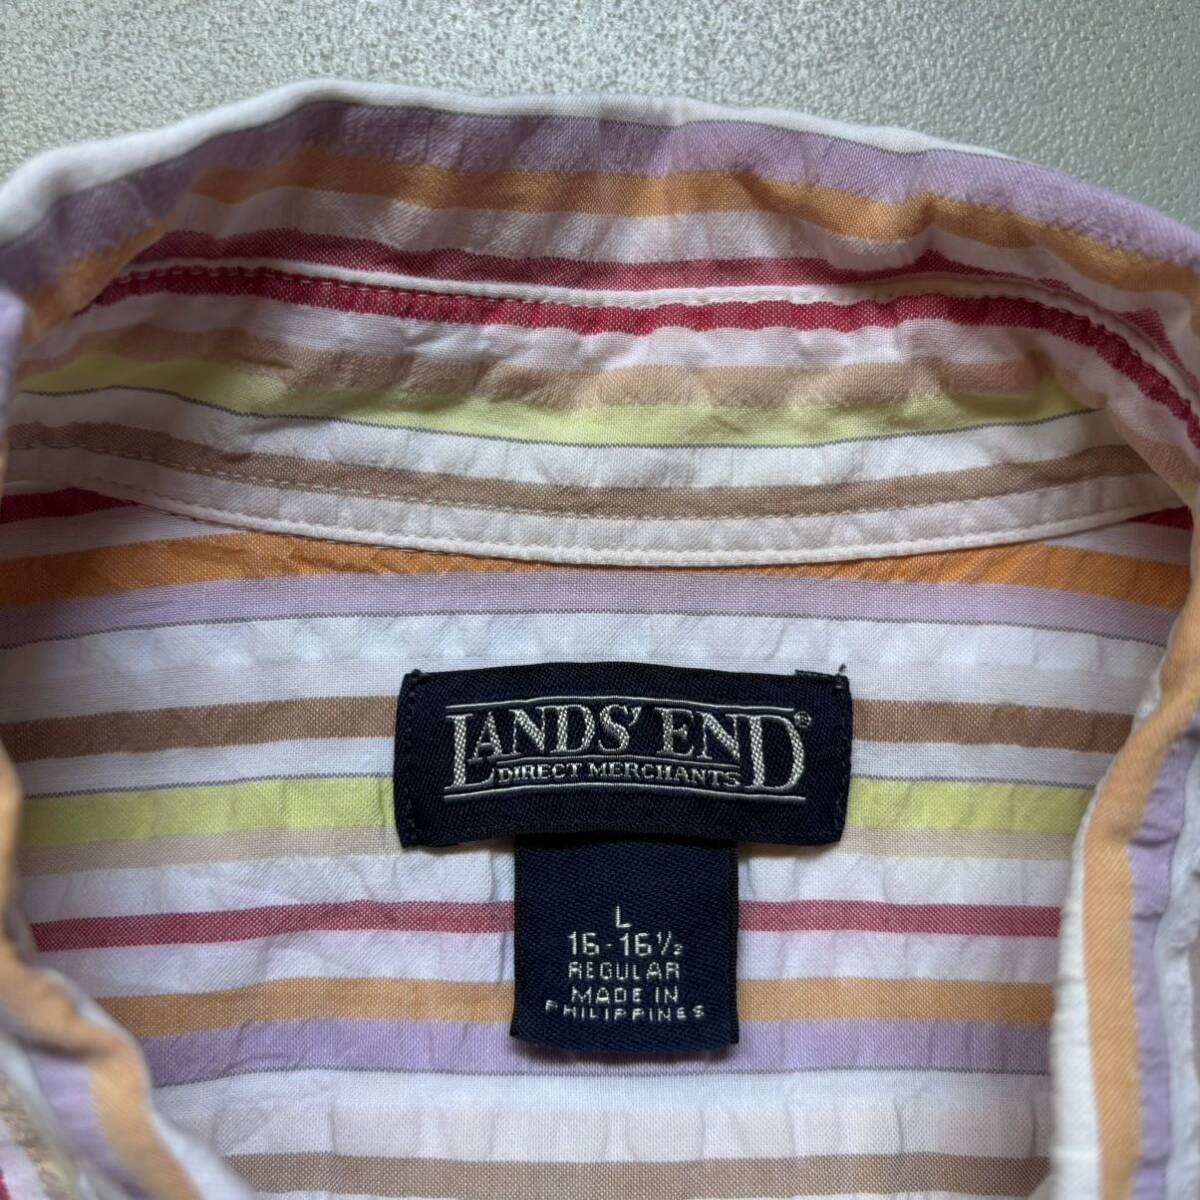 LANDS' END®
DIRECT MERCHANTS
L
16-16½
REGULAR
MADE IN
PHILIPPINES